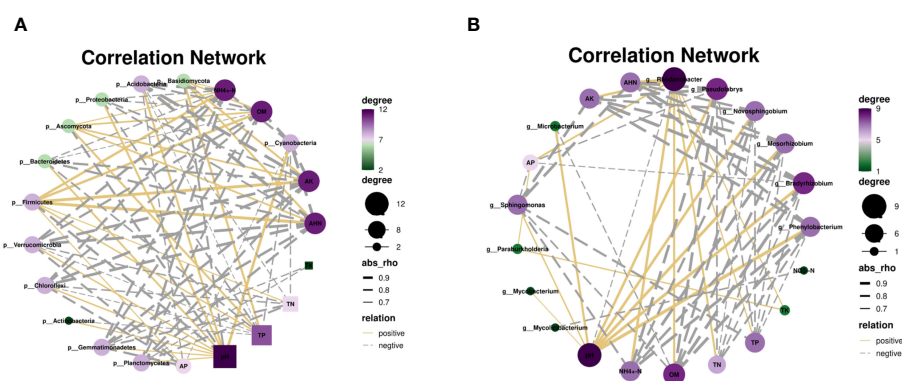 A
Correlation Network
p__Basidiomycota
p__Acidobacteria
NH4+-N
p__Proteobacteria
OM
p__Ascomycota
p__Cyanobacteria
p__Bacteroidetes
AK
p__Firmicutes
AHN
p__Verrucomicrobia
p__Chloroflexi
TN
p__Actinobacteria
TP
p__Gemmatimonadetes
pH
p__Planctomycetes
AP
degree
12
7
2
degree
12
8
2
abs_rho
0.9
0.8
0.7
relation
positive
negtive
B
Correlation Network
AHN
g__Pseudolabrys
AK
g__Novosphingobium
g__Microbacterium
g__Mesorhizobium
AP
g__Bradyrhizobium
g__Sphingomonas
g__Phenylobacterium
g__Paraburkholderia
g__Mycobacterium
g__Mycolicibacterium
TP
pH
NH4+-N
OM
TN
degree
9
5
1
degree
9
6
1
abs_rho
0.9
0.8
0.7
relation
positive
negtive